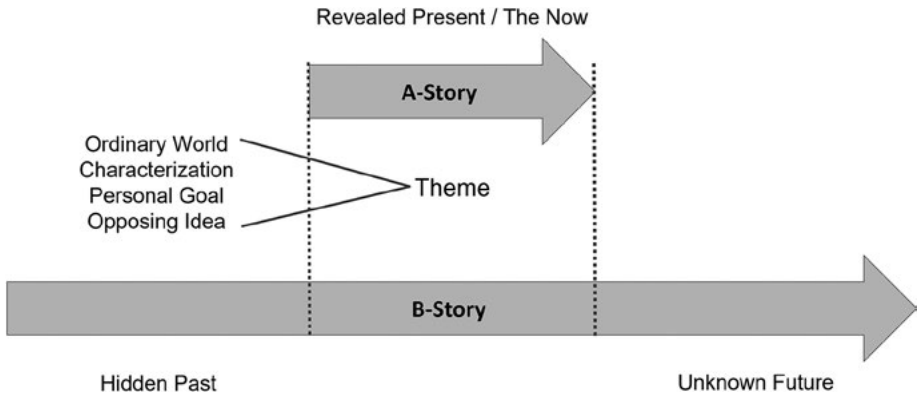 Revealed Present / The Now
A-Story
Ordinary World
Characterization
Personal Goal
Opposing Idea
Theme
B-Story
Hidden Past
Unknown Future